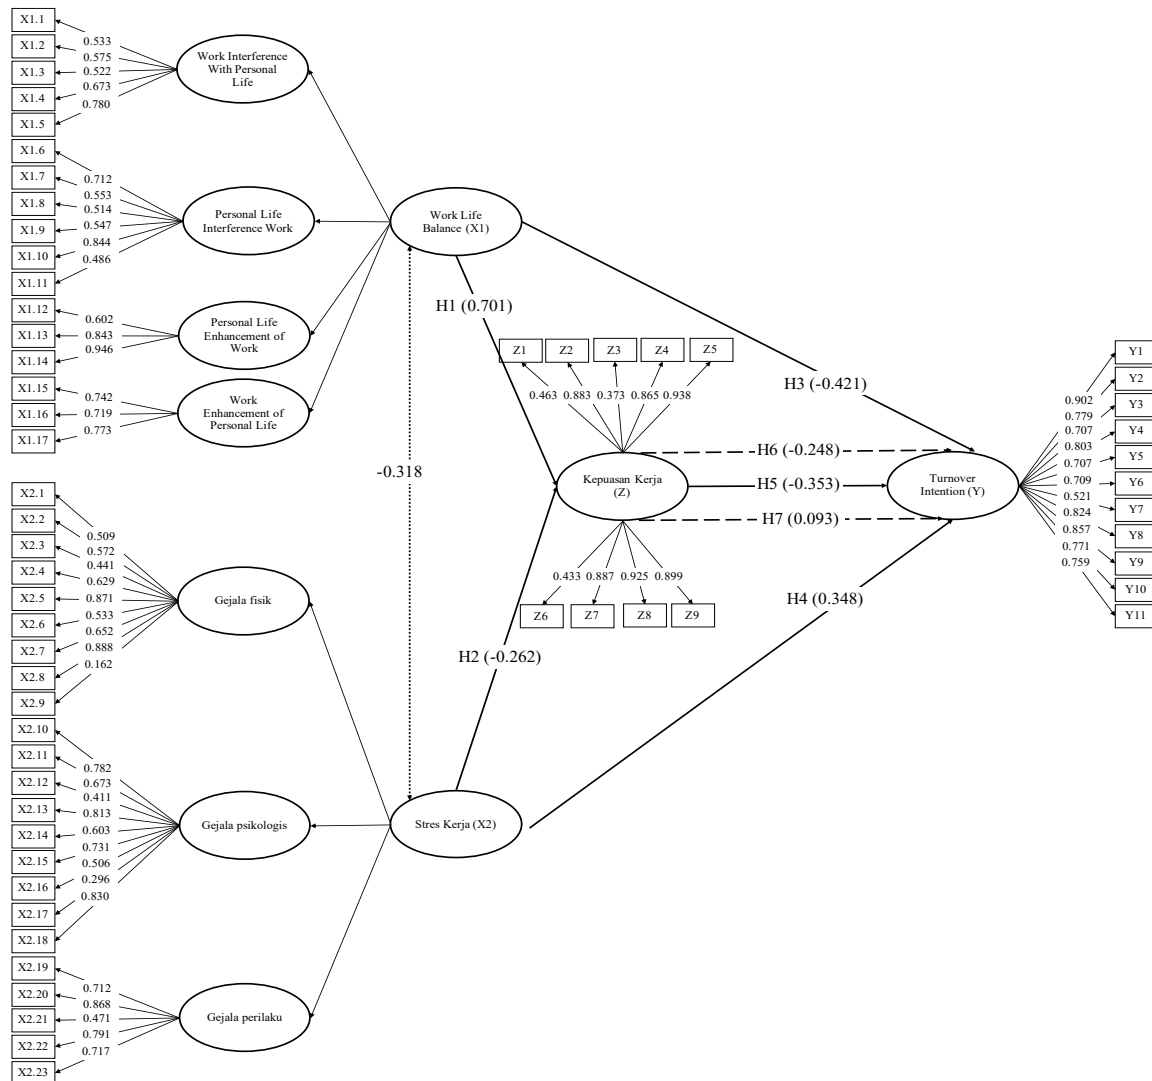 X1.1
X1.2
X1.3
X1.4
X1.5
0.533
0.575
0.522
0.673
0.780
Work Interference
With Personal
Life
X1.6
X1.7
X1.8
X1.9
X1.10
X1.11
0.712
0.553
0.514
0.547
0.844
0.486
Personal Life
Interference Work
X1.12
X1.13
X1.14
0.602
0.843
0.946
Personal Life
Enhancement of
Work
X1.15
X1.16
X1.17
0.742
0.719
0.773
Work
Enhancement of
Personal Life
Work Life
Balance (X1)
H1 (0.701)
H3 (-0.421)
-0.318
Z1
Z2
Z3
Z4
Z5
0.463
0.883
0.373
0.865
0.938
Kepuasan Kerja
(Z)
H6 (-0.248)
H5 (-0.353)
H7 (0.093)
0.433
0.887
0.925
0.899
Z6
Z7
Z8
Z9
H2 (-0.262)
H4 (0.348)
Turnover
Intention (Y)
0.902
0.779
0.707
0.803
0.707
0.709
0.521
0.824
0.857
0.771
0.759
Y1
Y2
Y3
Y4
Y5
Y6
Y7
Y8
Y9
Y10
Y11
X2.1
X2.2
X2.3
X2.4
X2.5
X2.6
X2.7
X2.8
X2.9
0.509
0.572
0.441
0.629
0.871
0.533
0.652
0.888
0.162
Gejala fisik
X2.10
X2.11
X2.12
X2.13
X2.14
X2.15
X2.16
X2.17
X2.18
0.782
0.673
0.411
0.813
0.603
0.731
0.506
0.296
0.830
Gejala psikologis
Stres Kerja (X2)
X2.19
X2.20
X2.21
X2.22
X2.23
0.712
0.868
0.471
0.791
0.717
Gejala perilaku